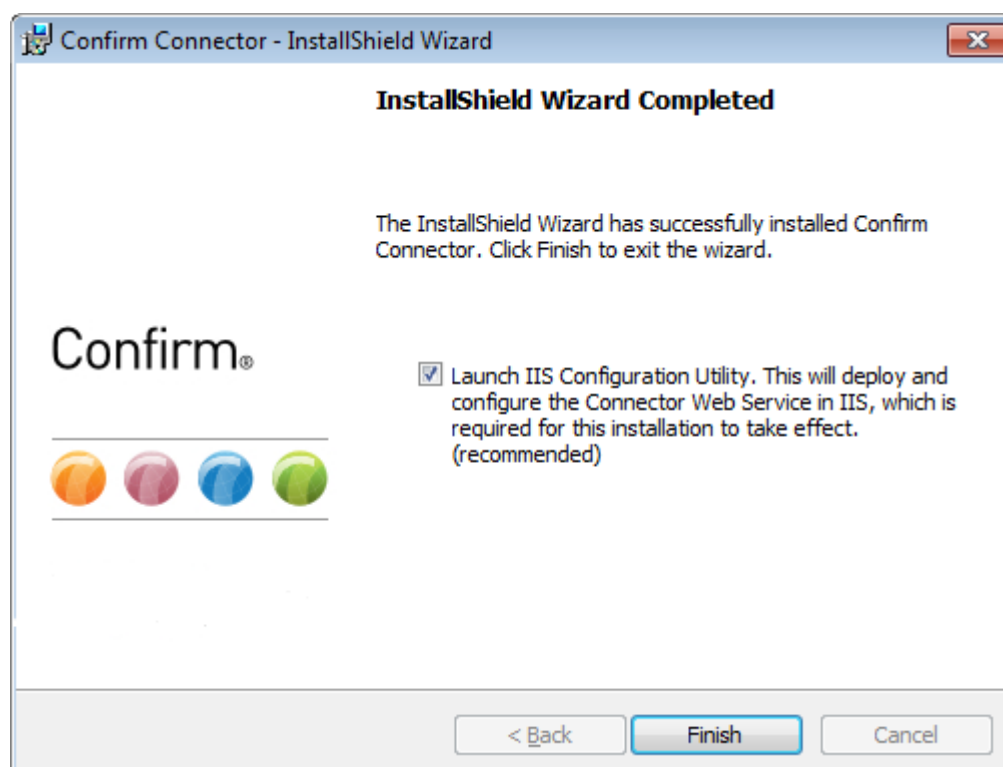 Confirm Connector - InstallShield Wizard
InstallShield Wizard Completed
The InstallShield Wizard has successfully installed Confirm
Connector. Click Finish to exit the wizard.
Confirm®
Launch IIS Configuration Utility. This will deploy and
configure the Connector Web Service in IIS, which is
required for this installation to take effect.
(recommended)
< Back
Finish
Cancel